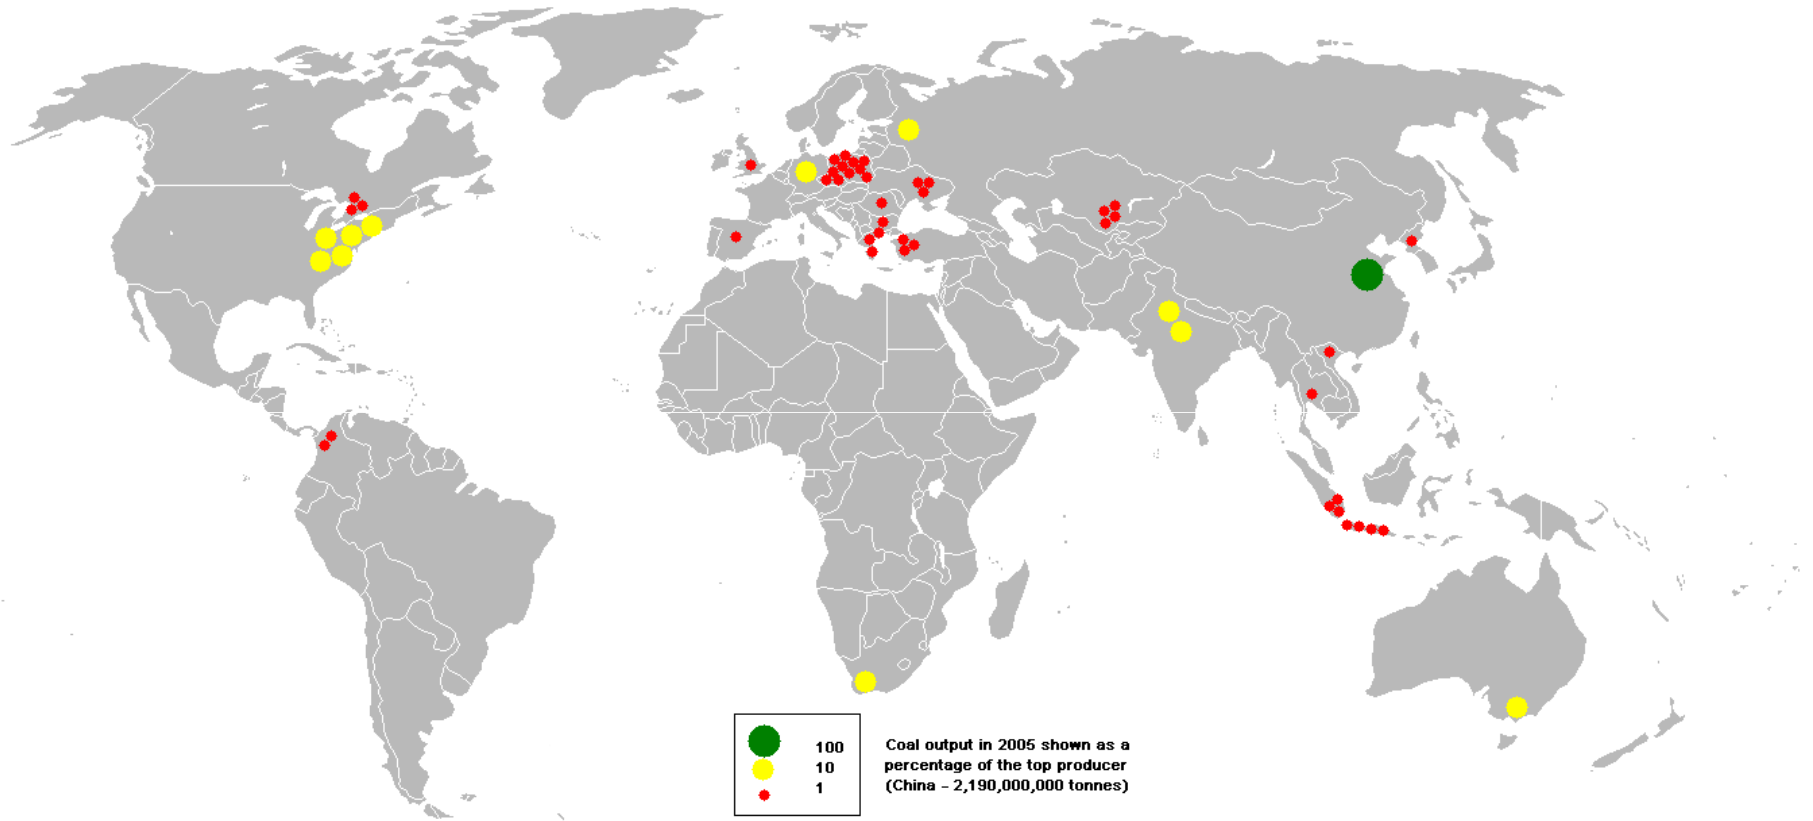 100
10
1
Coal output in 2005 shown as a
percentage of the top producer
(China - 2,190,000,000 tonnes)